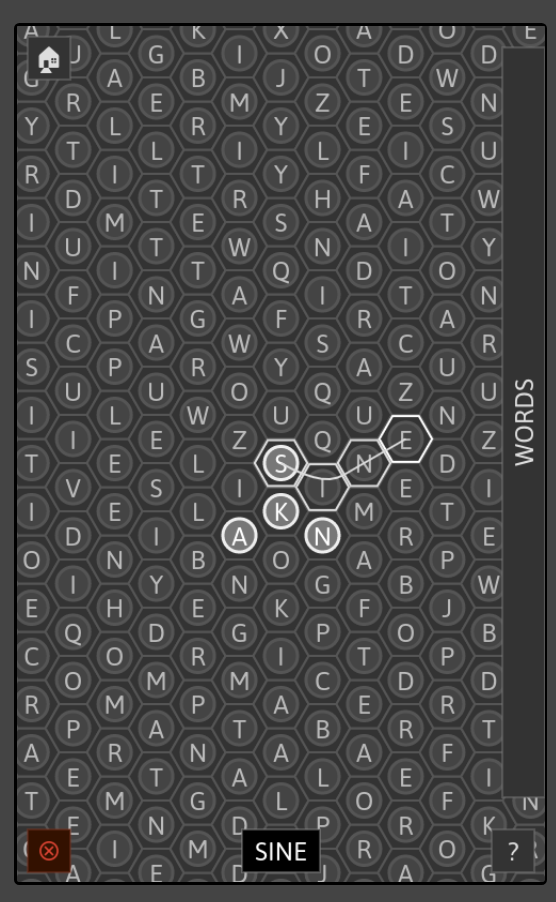 A L K X A O E
G I O D D
G A B J T W
R E M Z E N
Y L R Y E S
T L I L I U
R I T Y F C
D T R H A W
I M E S A T
U T W N I Y
N I T Q D O
F N A I T N
I P G F R A
C A W S C R
S P R Y A U
U U O Q Z U
I L W U U N
I E Z Q E Z
T E L S N D
V S I T E I
I E L K M T
D I A N R E
O N B O A P
I Y N G B W
E H E K F J
Q D G P O B
C O R I T P
O M M C D D
R M P A E R
P A T B R T
A R N A A F
E T A L E I
T M G L O F N
E N D P R K
I M SINE R O ?
A E D A G
WORDS